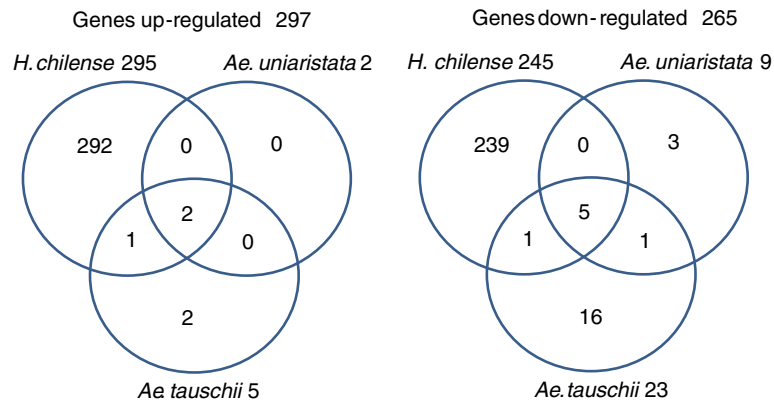 Genes up-regulated 297
H. chilense 295
Ae. uniaristata 2
292
0
0
2
1
0
2
Ae. tauschii 5
Genes down-regulated 265
H. chilense 245
Ae. uniaristata 9
239
0
3
5
1
1
16
Ae. tauschii 23